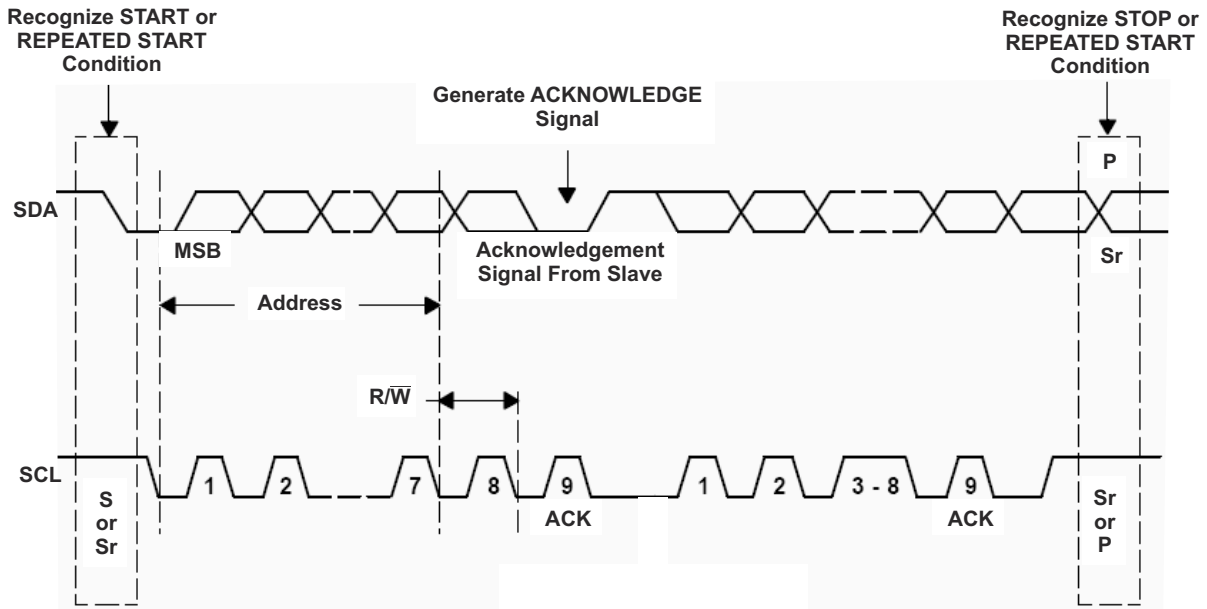 Recognize START or
REPEATED START
Condition
Recognize STOP or
REPEATED START
Condition
Generate ACKNOWLEDGE
Signal
P
SDA
MSB
Acknowledgement
Signal From Slave
Sr
Address
R/W̅
SCL
1
2
7
8
9
1
2
3 - 8
9
S
or
Sr
ACK
ACK
Sr
or
P